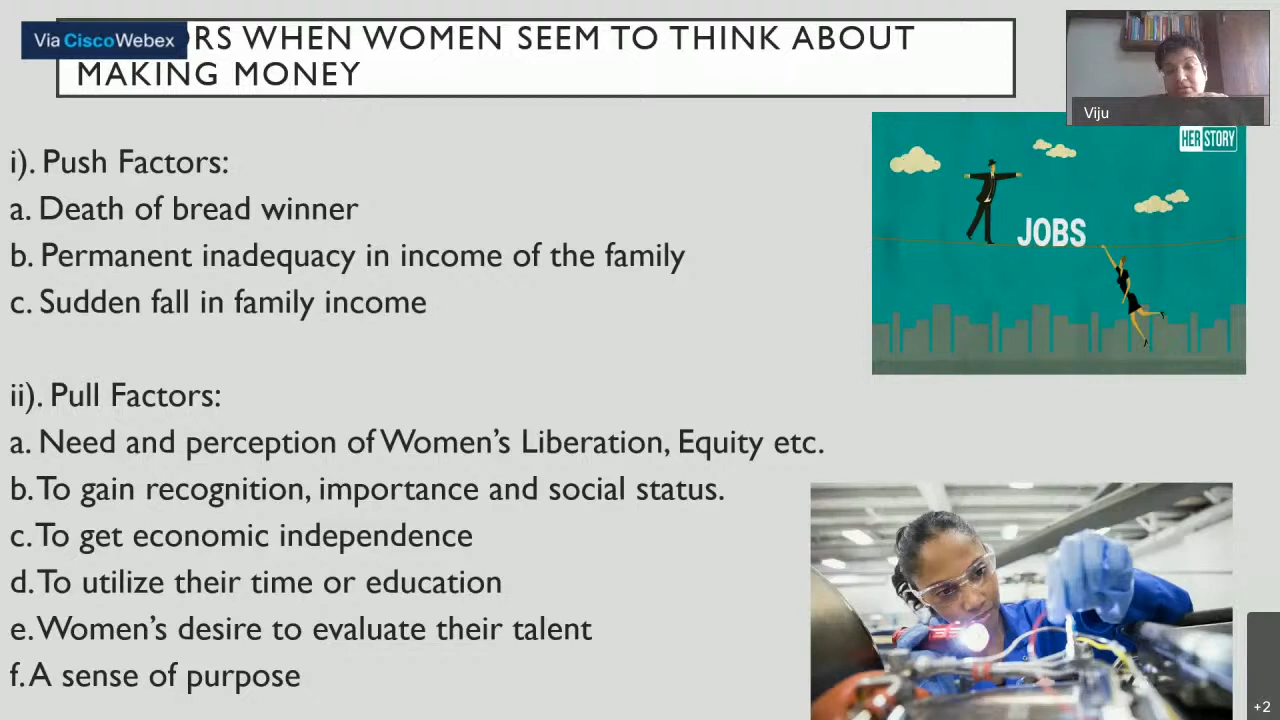 Via CiscoWebex
RS WHEN WOMEN SEEM TO THINK ABOUT
MAKING MONEY
Viju
HER STORY
JOBS
i). Push Factors:
a. Death of bread winner
b. Permanent inadequacy in income of the family
c. Sudden fall in family income
ii). Pull Factors:
a. Need and perception of Women's Liberation, Equity etc.
b. To gain recognition, importance and social status.
c. To get economic independence
d. To utilize their time or education
e. Women's desire to evaluate their talent
f. A sense of purpose
+2